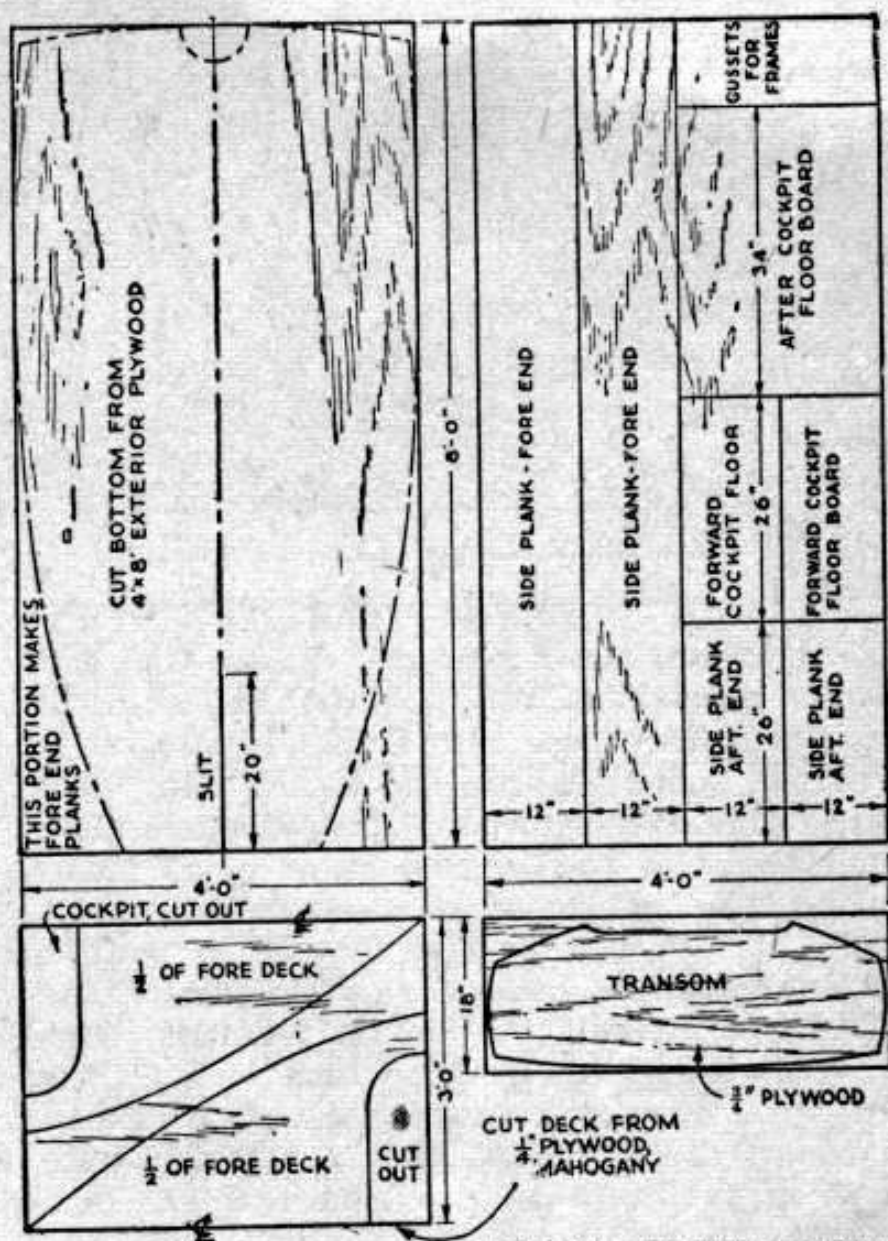 THIS PORTION MAKES
FORE END
PLANKS
CUT BOTTOM FROM
4'x8' EXTERIOR PLYWOOD
SLIT
20"
8'-0"
4'-0"
SIDE PLANK - FORE END
SIDE PLANK-FORE END
GUSSETS
FOR
FRAMES
AFTER COCKPIT
FLOOR BOARD
34"
FORWARD
COCKPIT FLOOR
26"
FORWARD COCKPIT
FLOOR BOARD
SIDE PLANK
AFT. END
26"
SIDE PLANK
AFT. END
12"
12"
12"
12"
4'-0"
COCKPIT CUT OUT
½ OF FORE DECK
½ OF FORE DECK
CUT
OUT
3'-0"
18"
TRANSOM
PLYWOOD
CUT DECK FROM
¼" PLYWOOD,
MAHOGANY